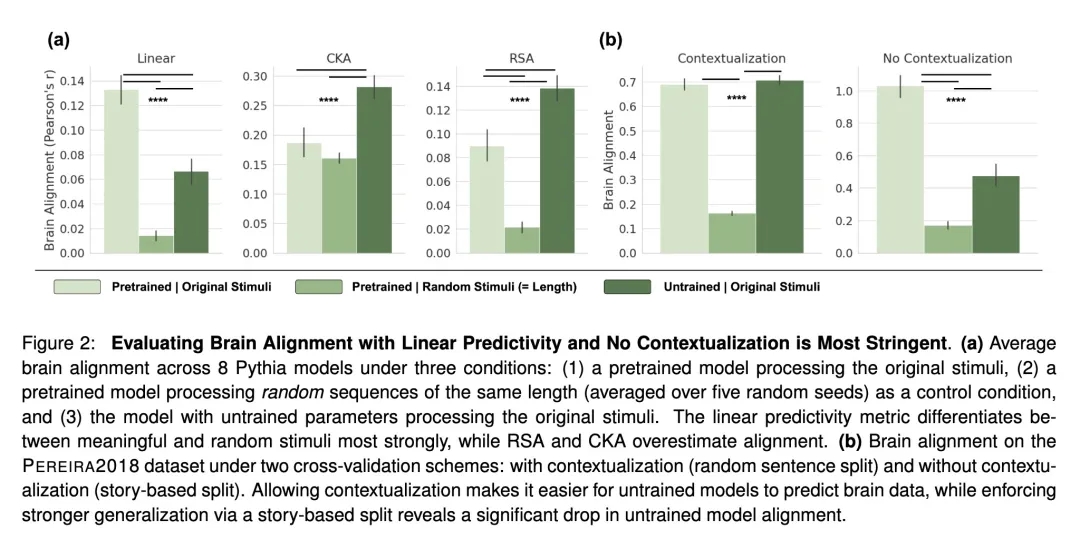 (a)
(b)
Linear
CKA
RSA
Contextualization
No Contextualization
Brain Alignment (Pearson's r)
0.14
0.12
0.10
0.08
0.06
0.04
0.02
0.00
****
0.30
0.25
0.20
0.15
0.10
0.05
0.00
****
0.14
0.12
0.10
0.08
0.06
0.04
0.02
0.00
****
Brain Alignment
0.7
0.6
0.5
0.4
0.3
0.2
0.1
0.0
****
1.0
0.8
0.6
0.4
0.2
0.0
****
Pretrained | Original Stimuli
Pretrained | Random Stimuli (= Length)
Untrained | Original Stimuli
Figure 2: Evaluating Brain Alignment with Linear Predictivity and No Contextualization is Most Stringent. (a) Average
brain alignment across 8 Pythia models under three conditions: (1) a pretrained model processing the original stimuli, (2) a
pretrained model processing random sequences of the same length (averaged over five random seeds) as a control condition,
and (3) the model with untrained parameters processing the original stimuli. The linear predictivity metric differentiates be-
tween meaningful and random stimuli most strongly, while RSA and CKA overestimate alignment. (b) Brain alignment on the
PEREIRA2018 dataset under two cross-validation schemes: with contextualization (random sentence split) and without contextu-
alization (story-based split). Allowing contextualization makes it easier for untrained models to predict brain data, while enforcing
stronger generalization via a story-based split reveals a significant drop in untrained model alignment.